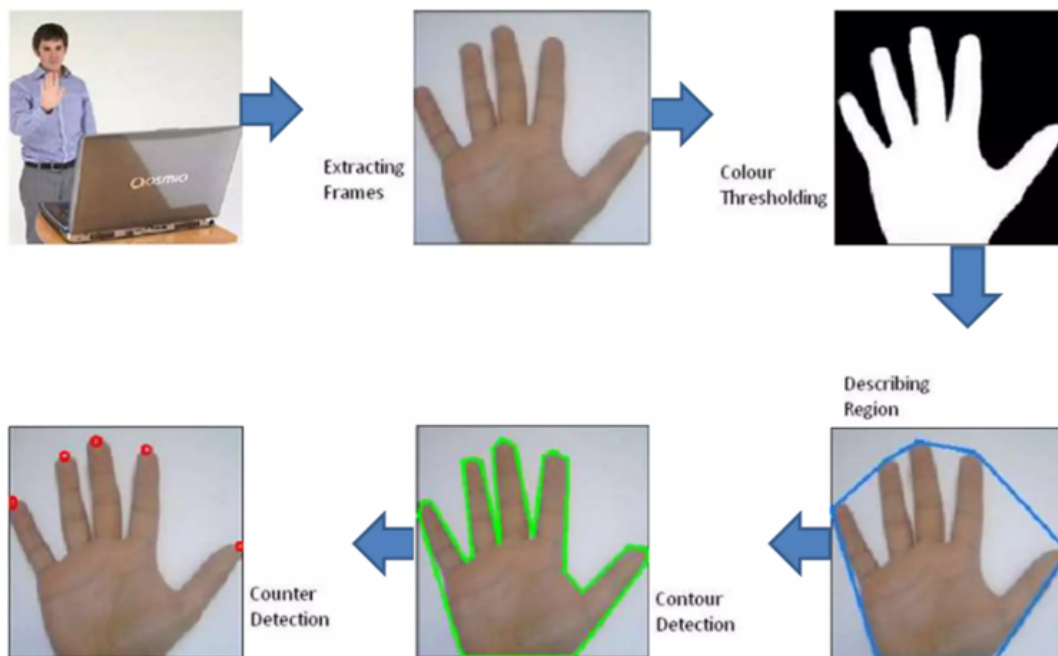 QOSMIO
Extracting
Frames
Colour
Thresholding
Describing
Region
Contour
Detection
Counter
Detection